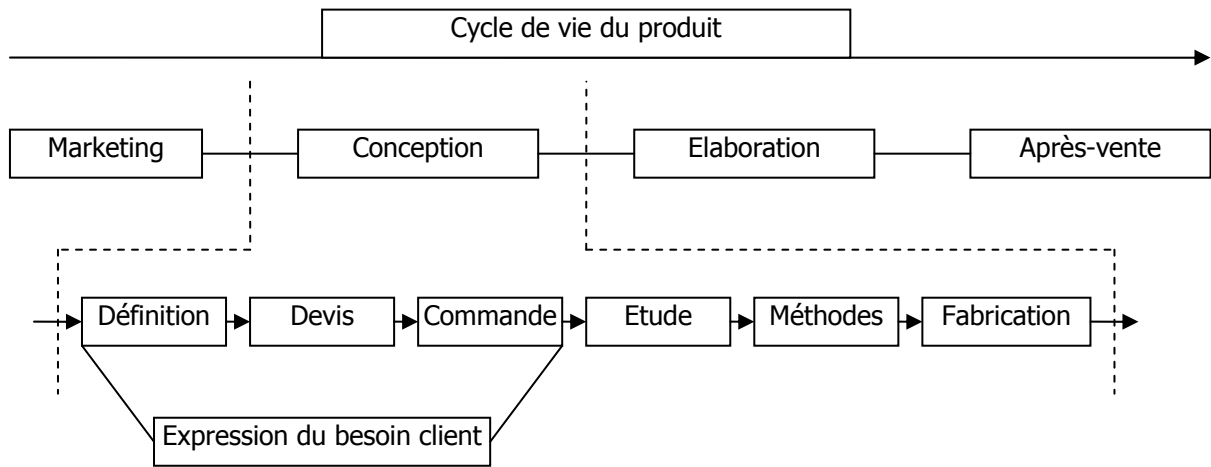 Cycle de vie du produit
Marketing
Conception
Elaboration
Après-vente
Définition
Devis
Commande
Etude
Méthodes
Fabrication
Expression du besoin client